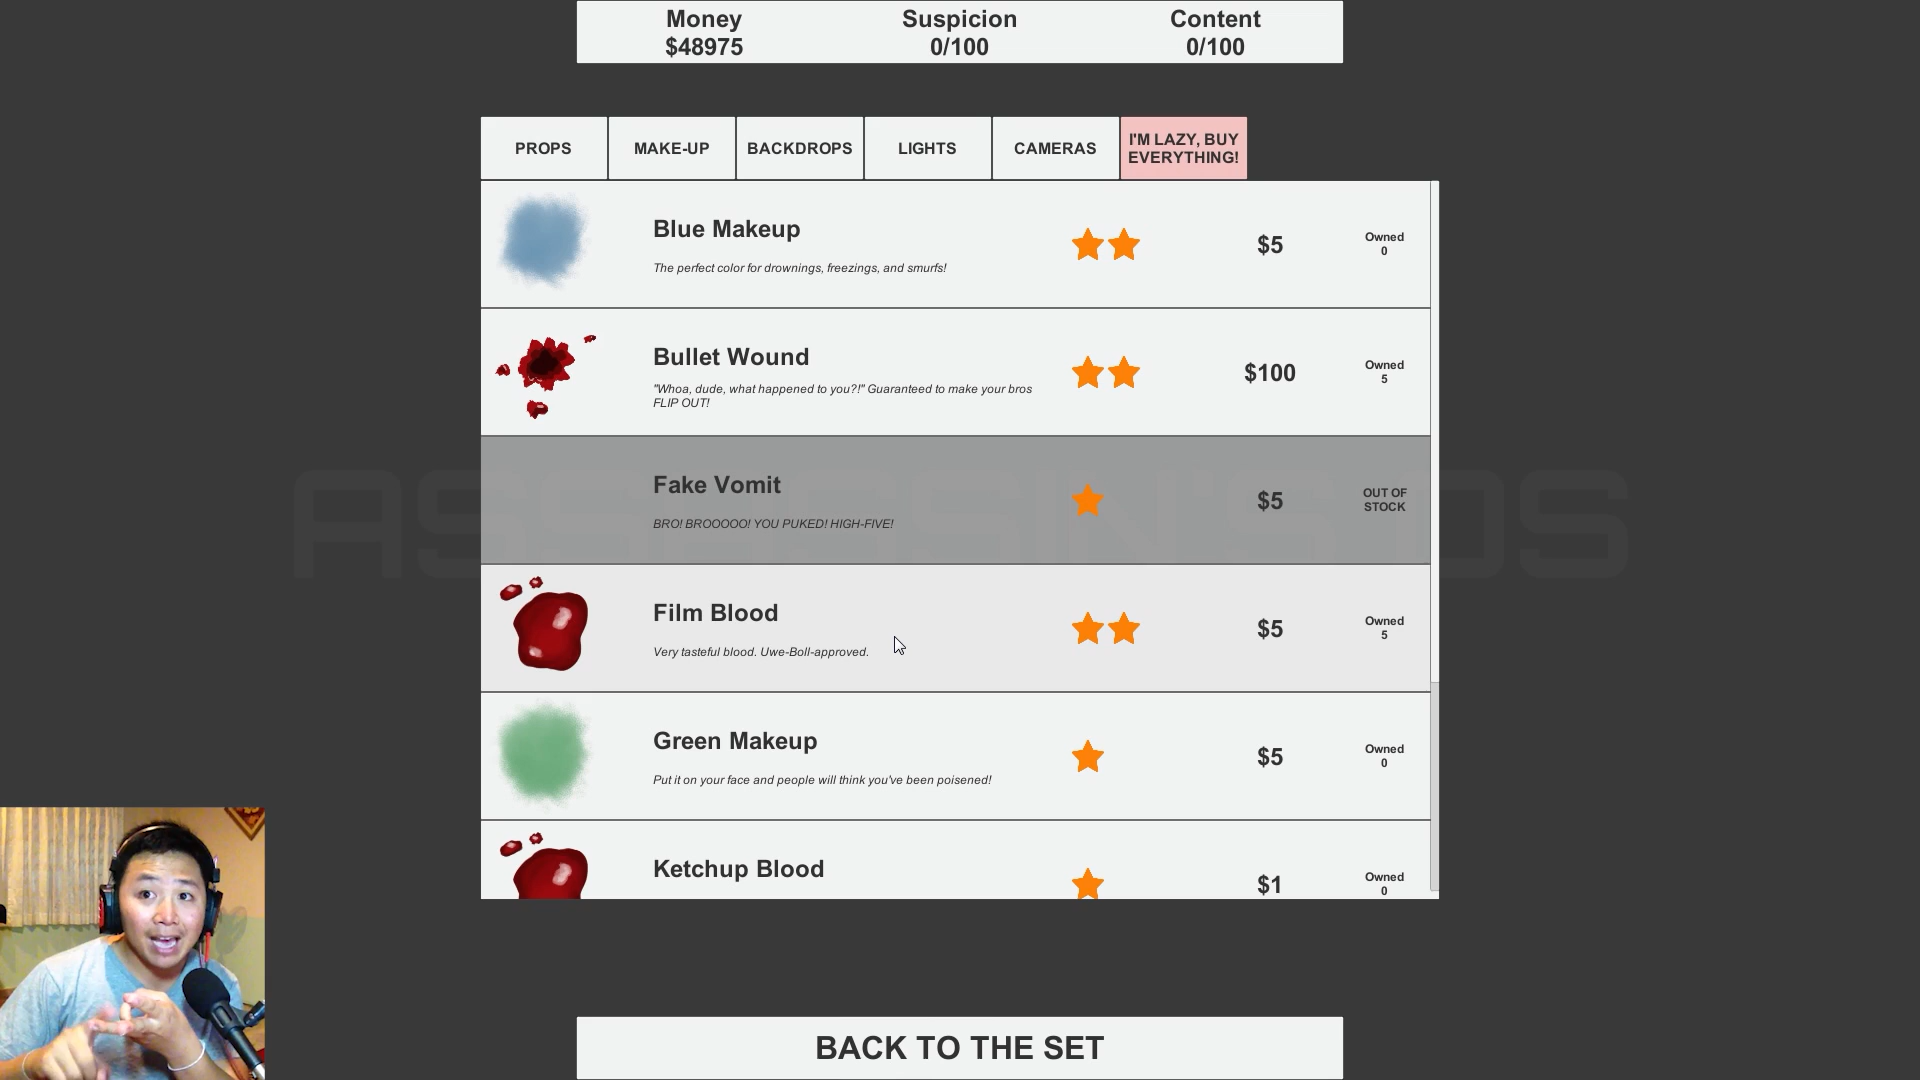 Money
$48975
Suspicion
0/100
Content
0/100
PROPS
MAKE-UP
BACKDROPS
LIGHTS
CAMERAS
I'M LAZY, BUY
EVERYTHING!
Blue Makeup
The perfect color for drownings, freezings, and smurfs!
$5
Owned
0
Bullet Wound
"Whoa, dude, what happened to you?!" Guaranteed to make your bros
FLIP OUT!
$100
Owned
5
Fake Vomit
BRO! BROOOOO! YOU PUKED! HIGH-FIVE!
$5
OUT OF
STOCK
ASSASSIN'S OS
Film Blood
Very tasteful blood. Uwe-Boll-approved.
$5
Owned
5
Green Makeup
Put it on your face and people will think you've been poisened!
$5
Owned
0
Ketchup Blood
$1
Owned
0
BACK TO THE SET